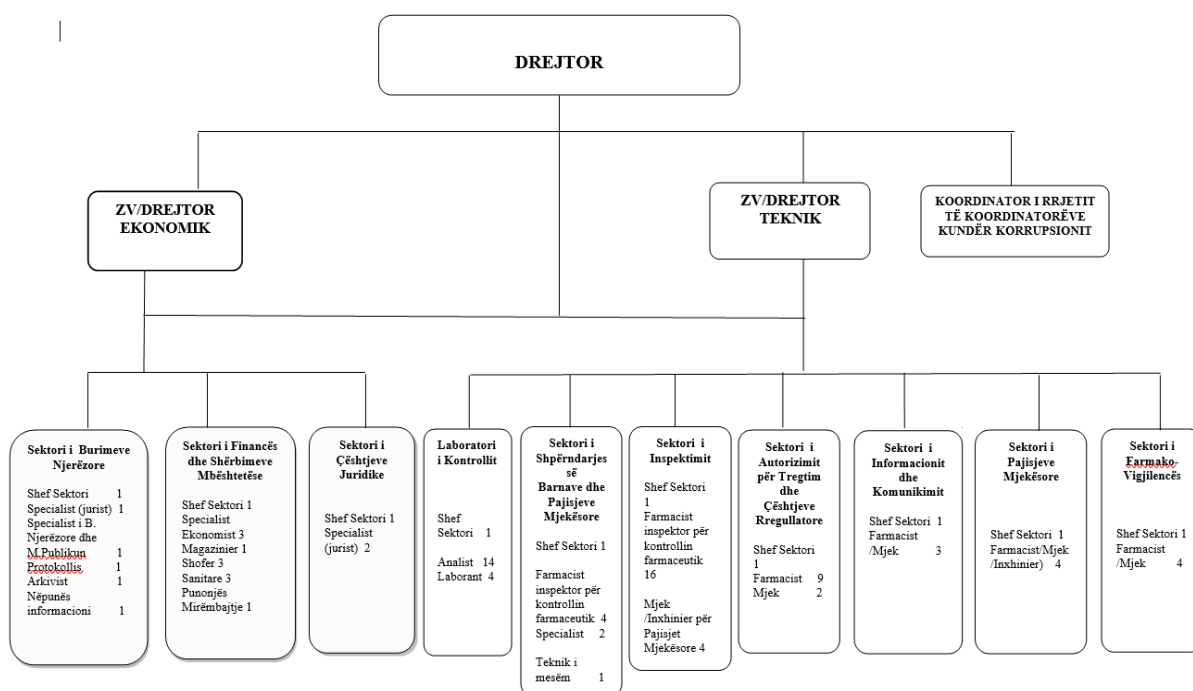 DREJTOR
ZV/DREJTOR
EKONOMIK
ZV/DREJTOR
TEKNIK
KOORDINATOR I RRJETIT
TË KOORDINATORËVE
KUNDËR KORRUPSIONIT
Sektori i Burimeve
Njerëzore
Shef Sektori 1
Specialist (jurist) 1
Specialist i B.
Njerëzore dhe
M.Publikun 1
Protokollis 1
Arkivist 1
Nëpunës
informacioni 1
Sektori i Financës
dhe Shërbimeve
Mbështetëse
Shef Sektori 1
Specialist
Ekonomist 3
Magazinier 1
Shofer 3
Sanitare 3
Punonjës
Mirëmbajtje 1
Sektori i
Çështjeve
Juridike
Shef Sektori 1
Specialist
(jurist) 2
Laboratori
i Kontrollit
Shef
Sektori 1
Analist 14
Laborant 4
Sektori i
Shpërndarjes
së
Barnave dhe
Pajisjeve
Mjekësore
Shef Sektori 1
Farmacist
inspektor për
kontrollin
farmaceutik 4
Specialist 2
Teknik i
mesëm 1
Sektori i
Inspektimit
Shef Sektori
1
Farmacist
inspektor për
kontrollin
farmaceutik
16
Mjek
/Inxhinier për
Pajisjet
Mjekësore 4
Sektori i
Autorizimit
për Tregtim
dhe
Çështjeve
Rregullatore
Shef Sektori
1
Farmacist 9
Mjek 2
Sektori i
Informacionit
dhe
Komunikimit
Shef Sektori 1
Farmacist
/Mjek 3
Sektori i
Pajisjeve
Mjekësore
Shef Sektori 1
Farmacist/Mjek
/Inxhinier) 4
Sektori i
Farmako-
Vigjilencës
Shef Sektori 1
Farmacist
/Mjek 4